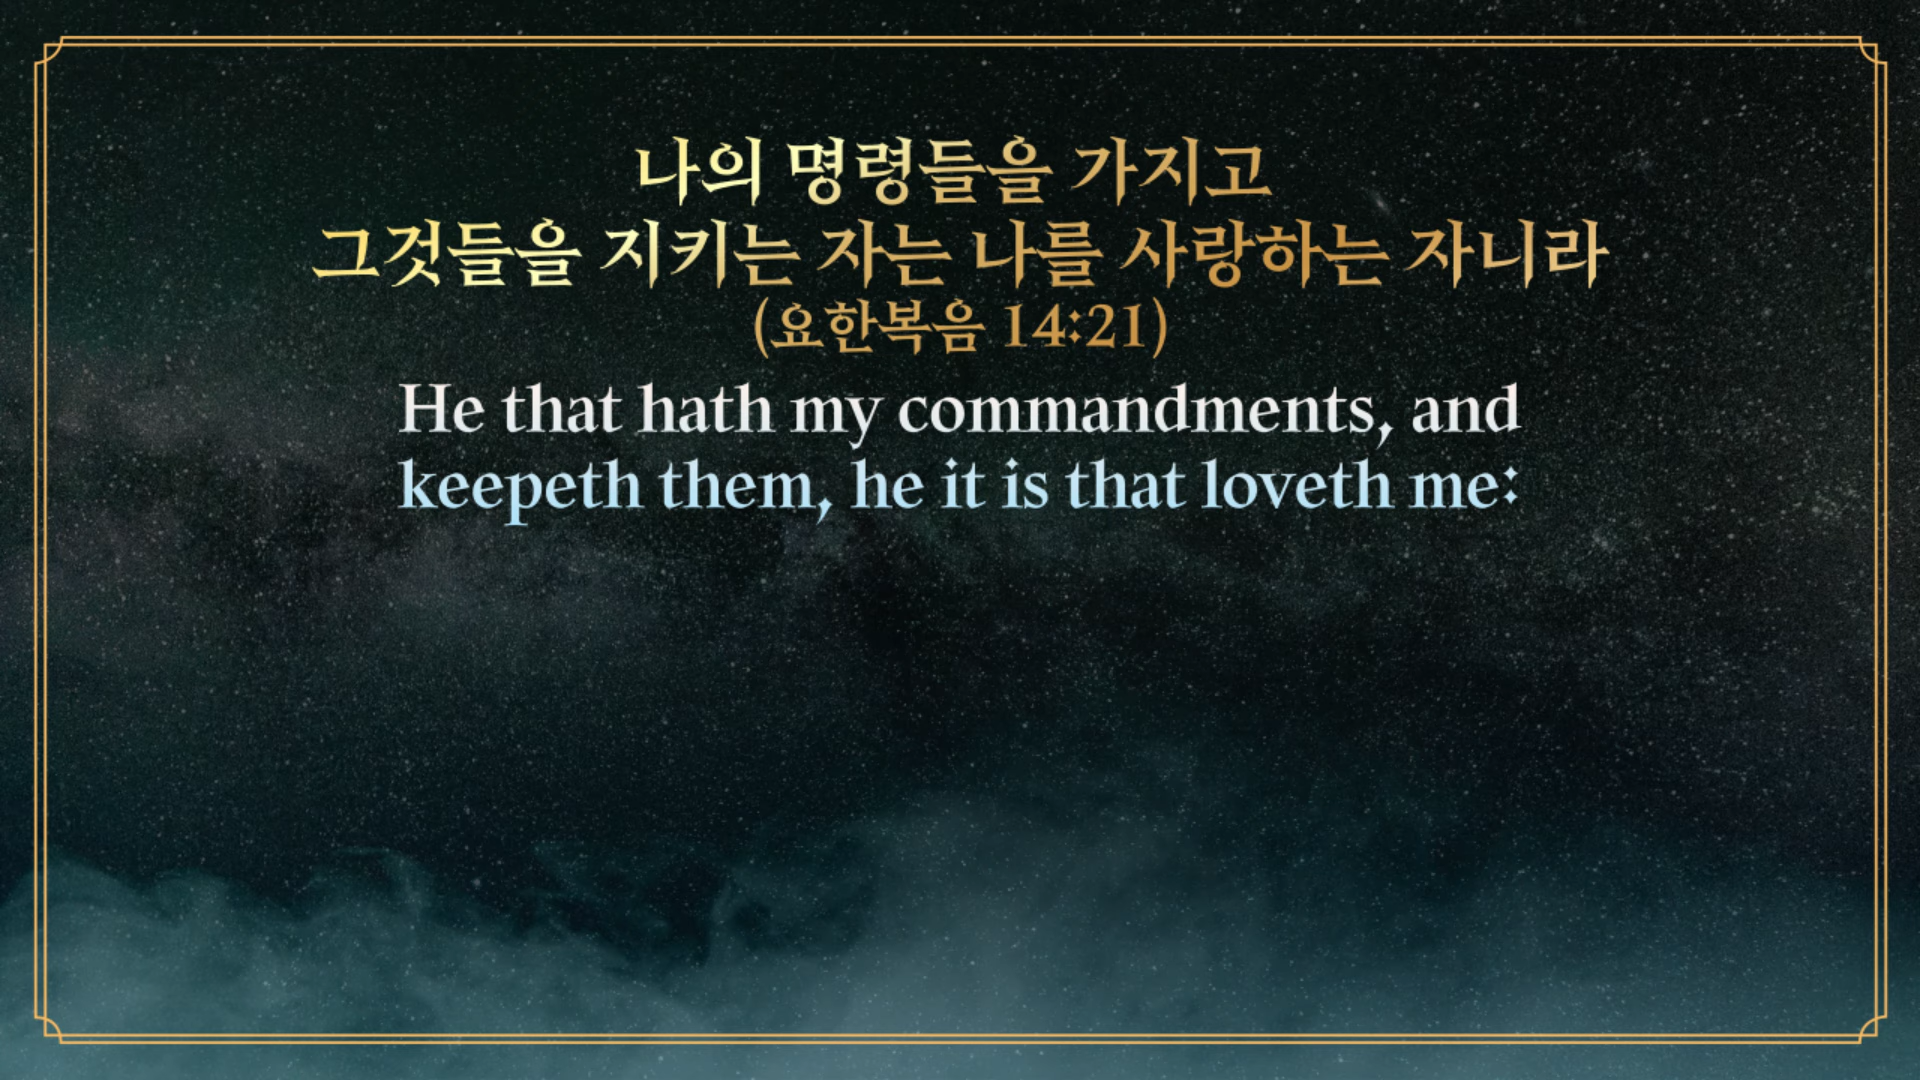 나의 명령들을 가지고
그것들을 지키는 자는 나를 사랑하는 자니라
(요한복음 14:21)
He that hath my commandments, and
keepeth them, he it is that loveth me: